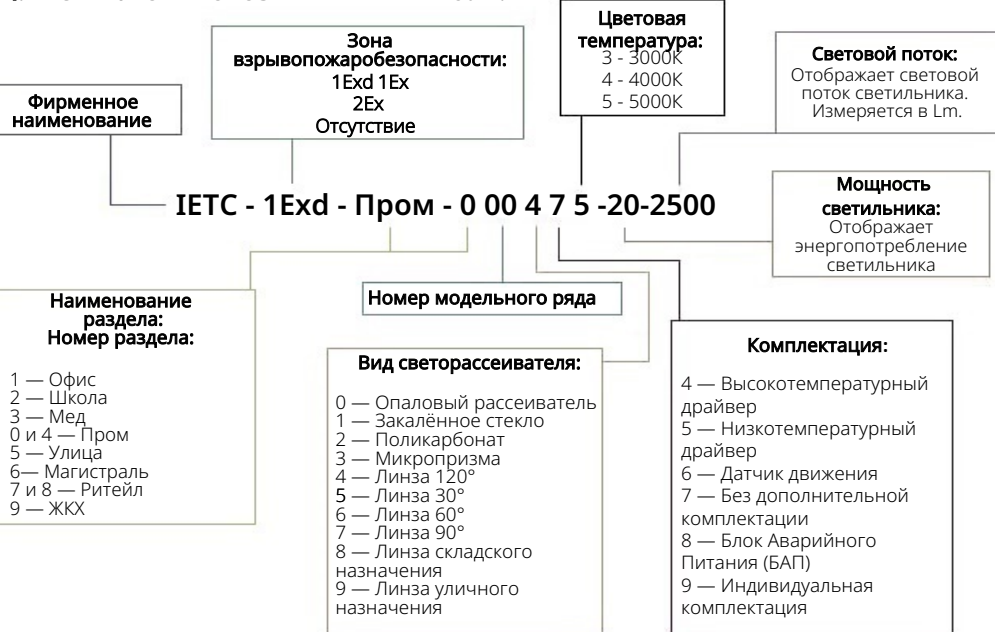 Фирменное
наименование
Зона
взрывопожаробезопасности:
1Exd 1Ex
2Ex
Отсутствие
Цветовая
температура:
3 - 3000К
4 - 4000К
5 - 5000К
Световой поток:
Отображает световой
поток светильника.
Измеряется в Lm.
IETC - 1Exd - Пром - 0 00 4 7 5 -20-2500
Мощность
светильника:
Отображает
энергопотребление
светильника
Наименование
раздела:
Номер раздела:
1 — Офис
2 — Школа
3 — Мед
0 и 4 — Пром
5 — Улица
6— Магистраль
7 и 8 — Ритейл
9 — ЖКХ
Номер модельного ряда
Вид светорассеивателя:
0 — Опаловый рассеиватель
1 — Закалённое стекло
2 — Поликарбонат
3 — Микропризма
4 — Линза 120°
5 — Линза 30°
6 — Линза 60°
7 — Линза 90°
8 — Линза складского
назначения
9 — Линза уличного
назначения
Комплектация:
4 — Высокотемпературный
драйвер
5 — Низкотемпературный
драйвер
6 — Датчик движения
7 — Без дополнительной
комплектации
8 — Блок Аварийного
Питания (БАП)
9 — Индивидуальная
комплектация